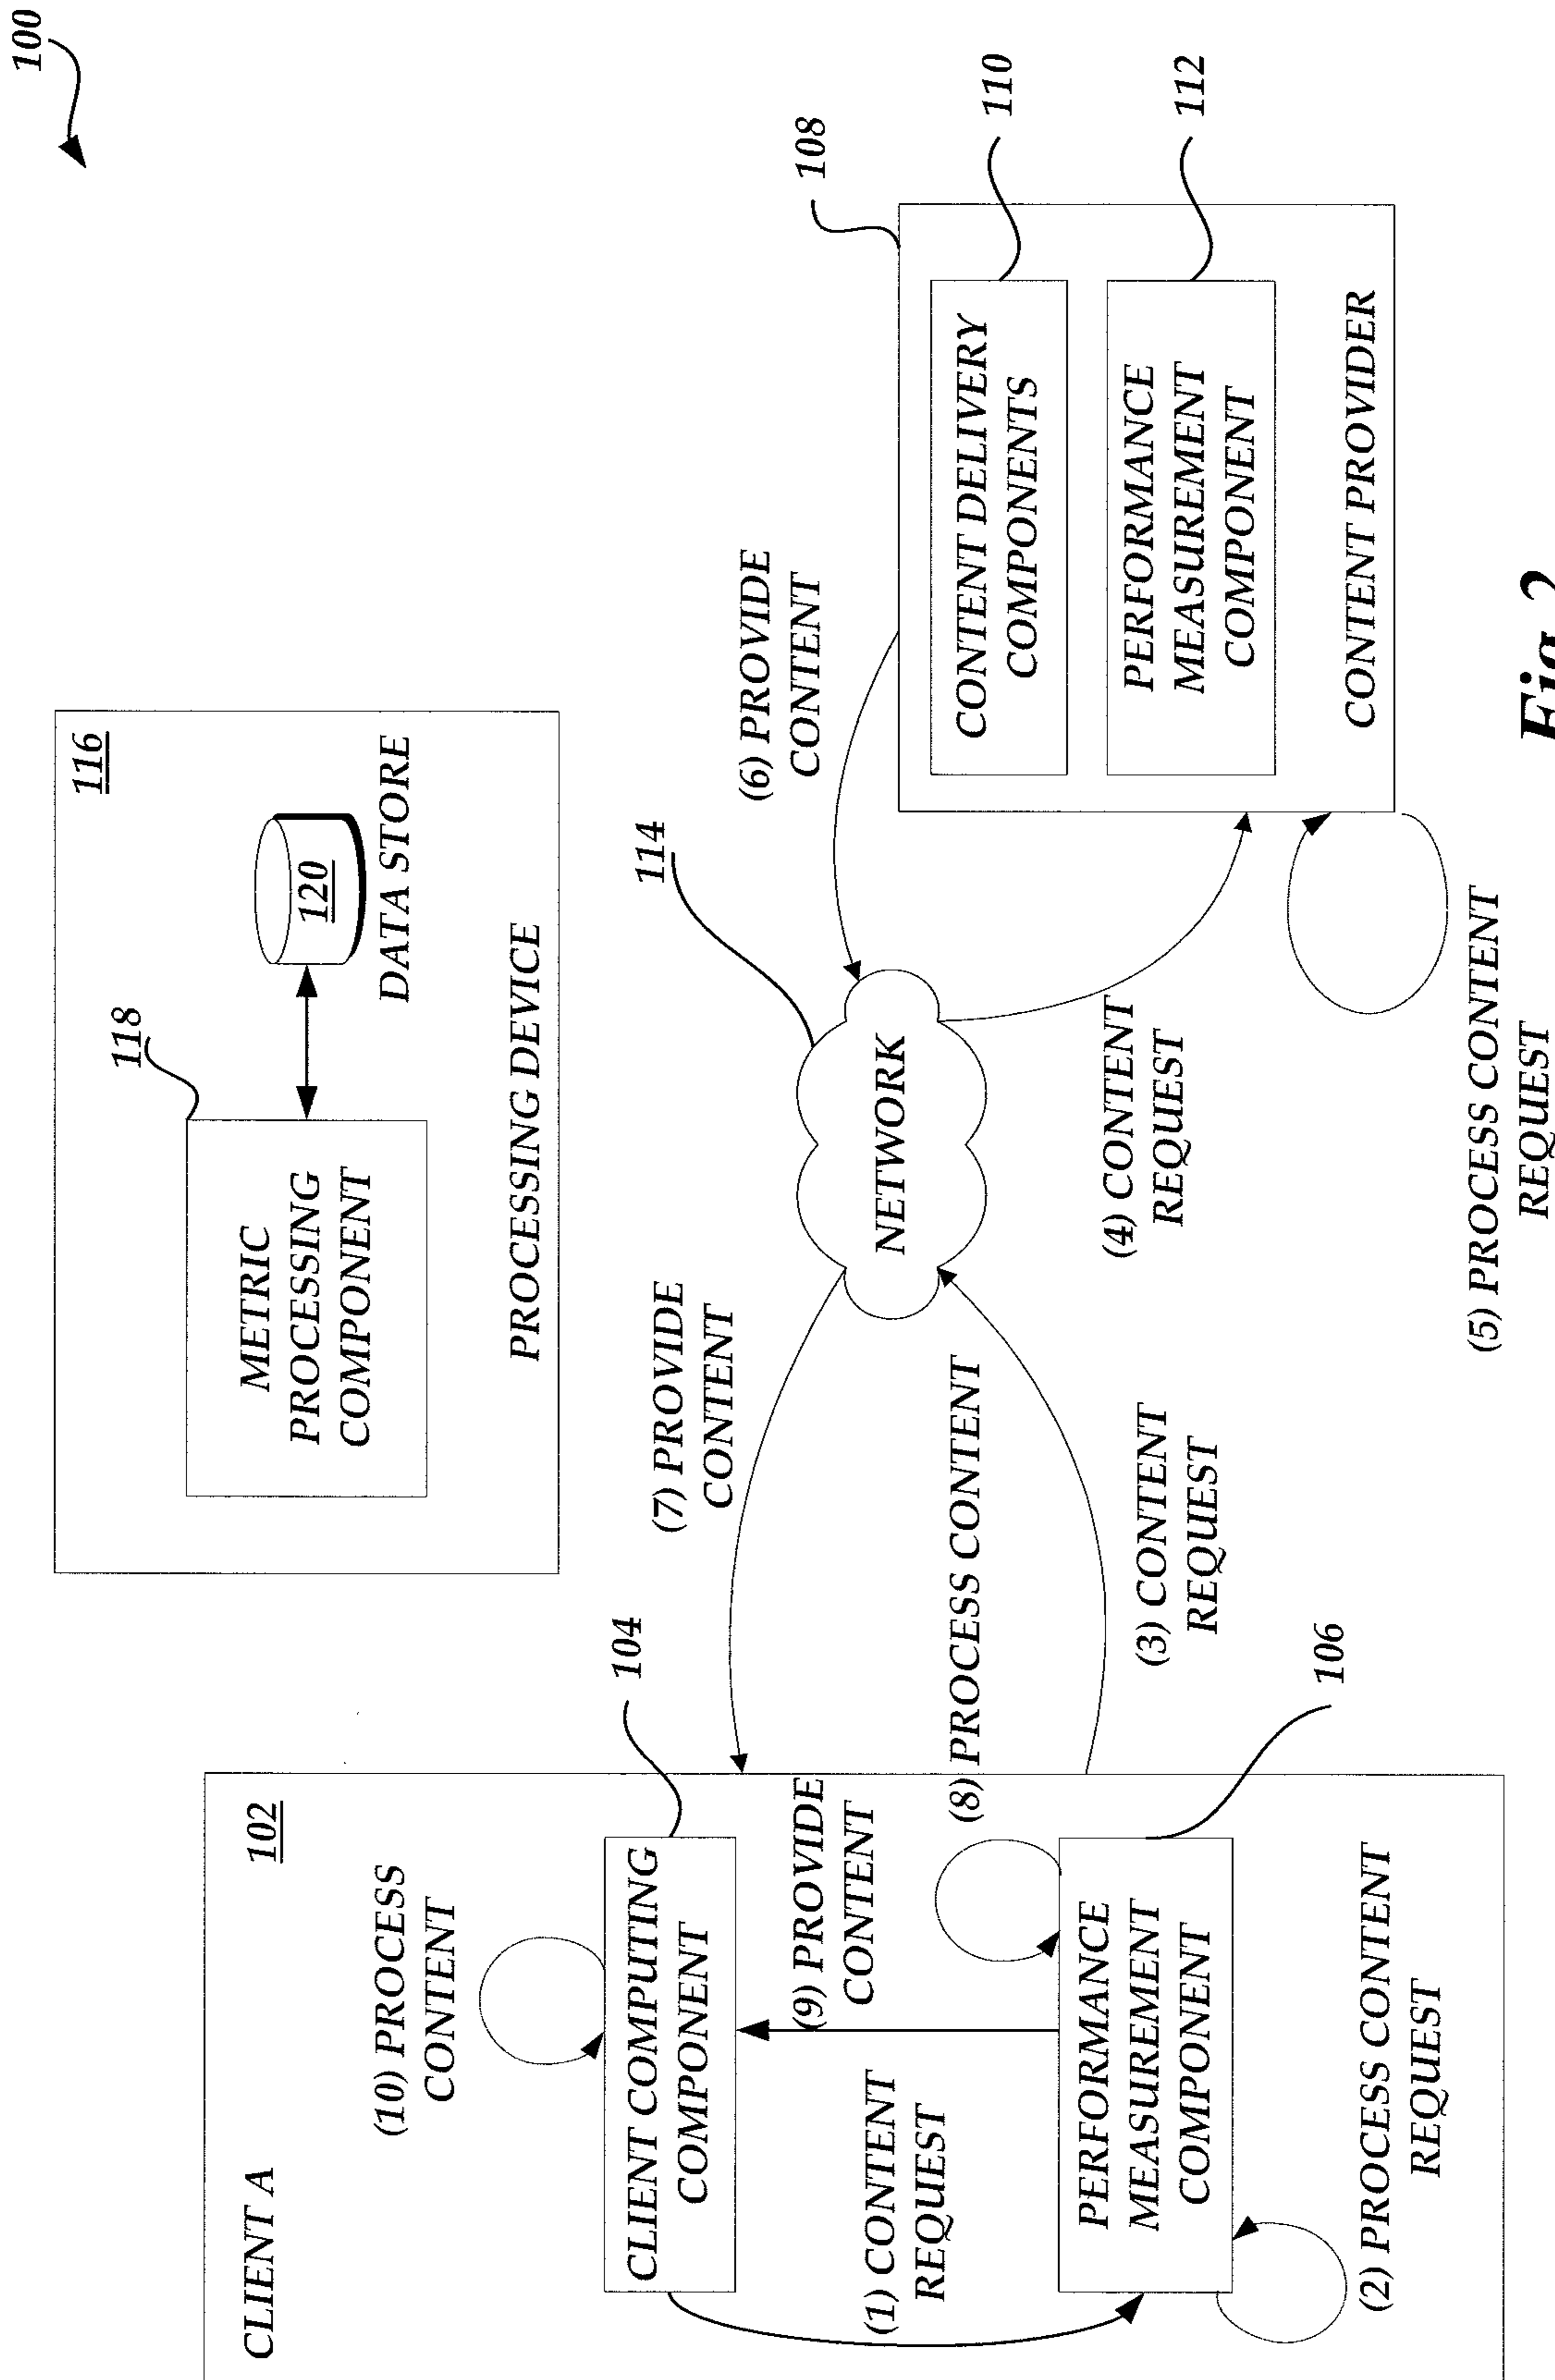 100
CLIENT A
102
(10) PROCESS
CONTENT
CLIENT COMPUTING
COMPONENT
104
(1) CONTENT
REQUEST
(9) PROVIDE
CONTENT
(8) PROCESS CONTENT
PERFORMANCE
MEASUREMENT
COMPONENT
106
(2) PROCESS CONTENT
REQUEST
116
118
METRIC
PROCESSING
COMPONENT
120
DATA STORE
PROCESSING DEVICE
(7) PROVIDE
CONTENT
(3) CONTENT
REQUEST
114
NETWORK
(6) PROVIDE
CONTENT
(4) CONTENT
REQUEST
(5) PROCESS CONTENT
REQUEST
108
CONTENT DELIVERY
COMPONENTS
110
PERFORMANCE
MEASUREMENT
COMPONENT
112
CONTENT PROVIDER
Fig.2.